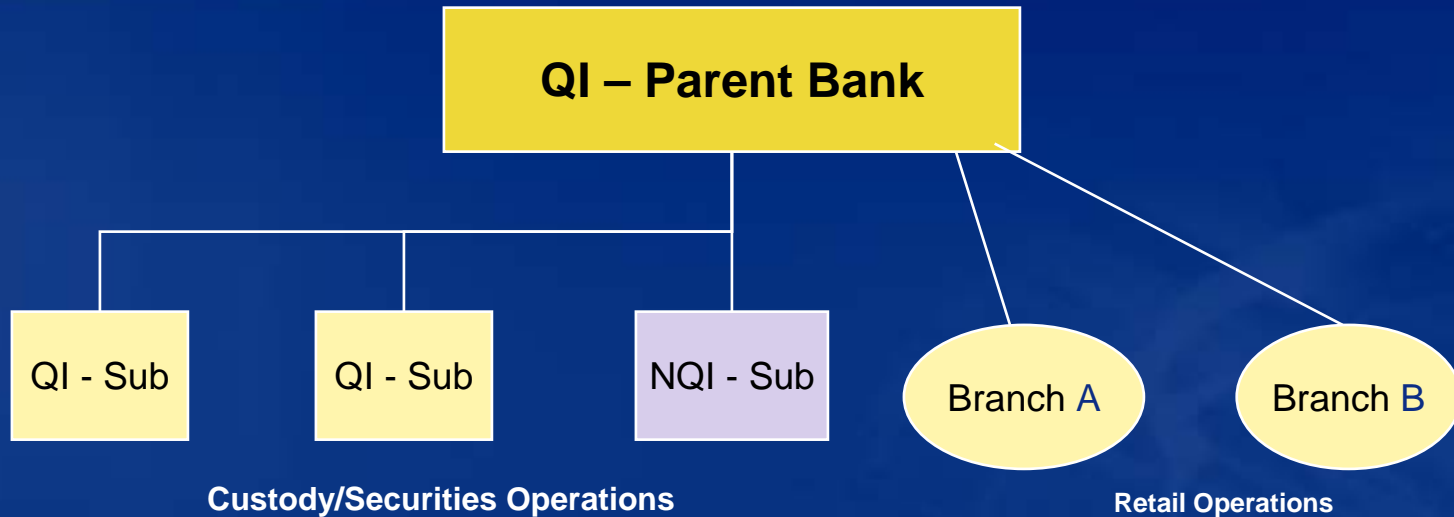 QI – Parent Bank
QI - Sub
QI - Sub
NQI - Sub
Branch A
Branch B
Custody/Securities Operations
Retail Operations